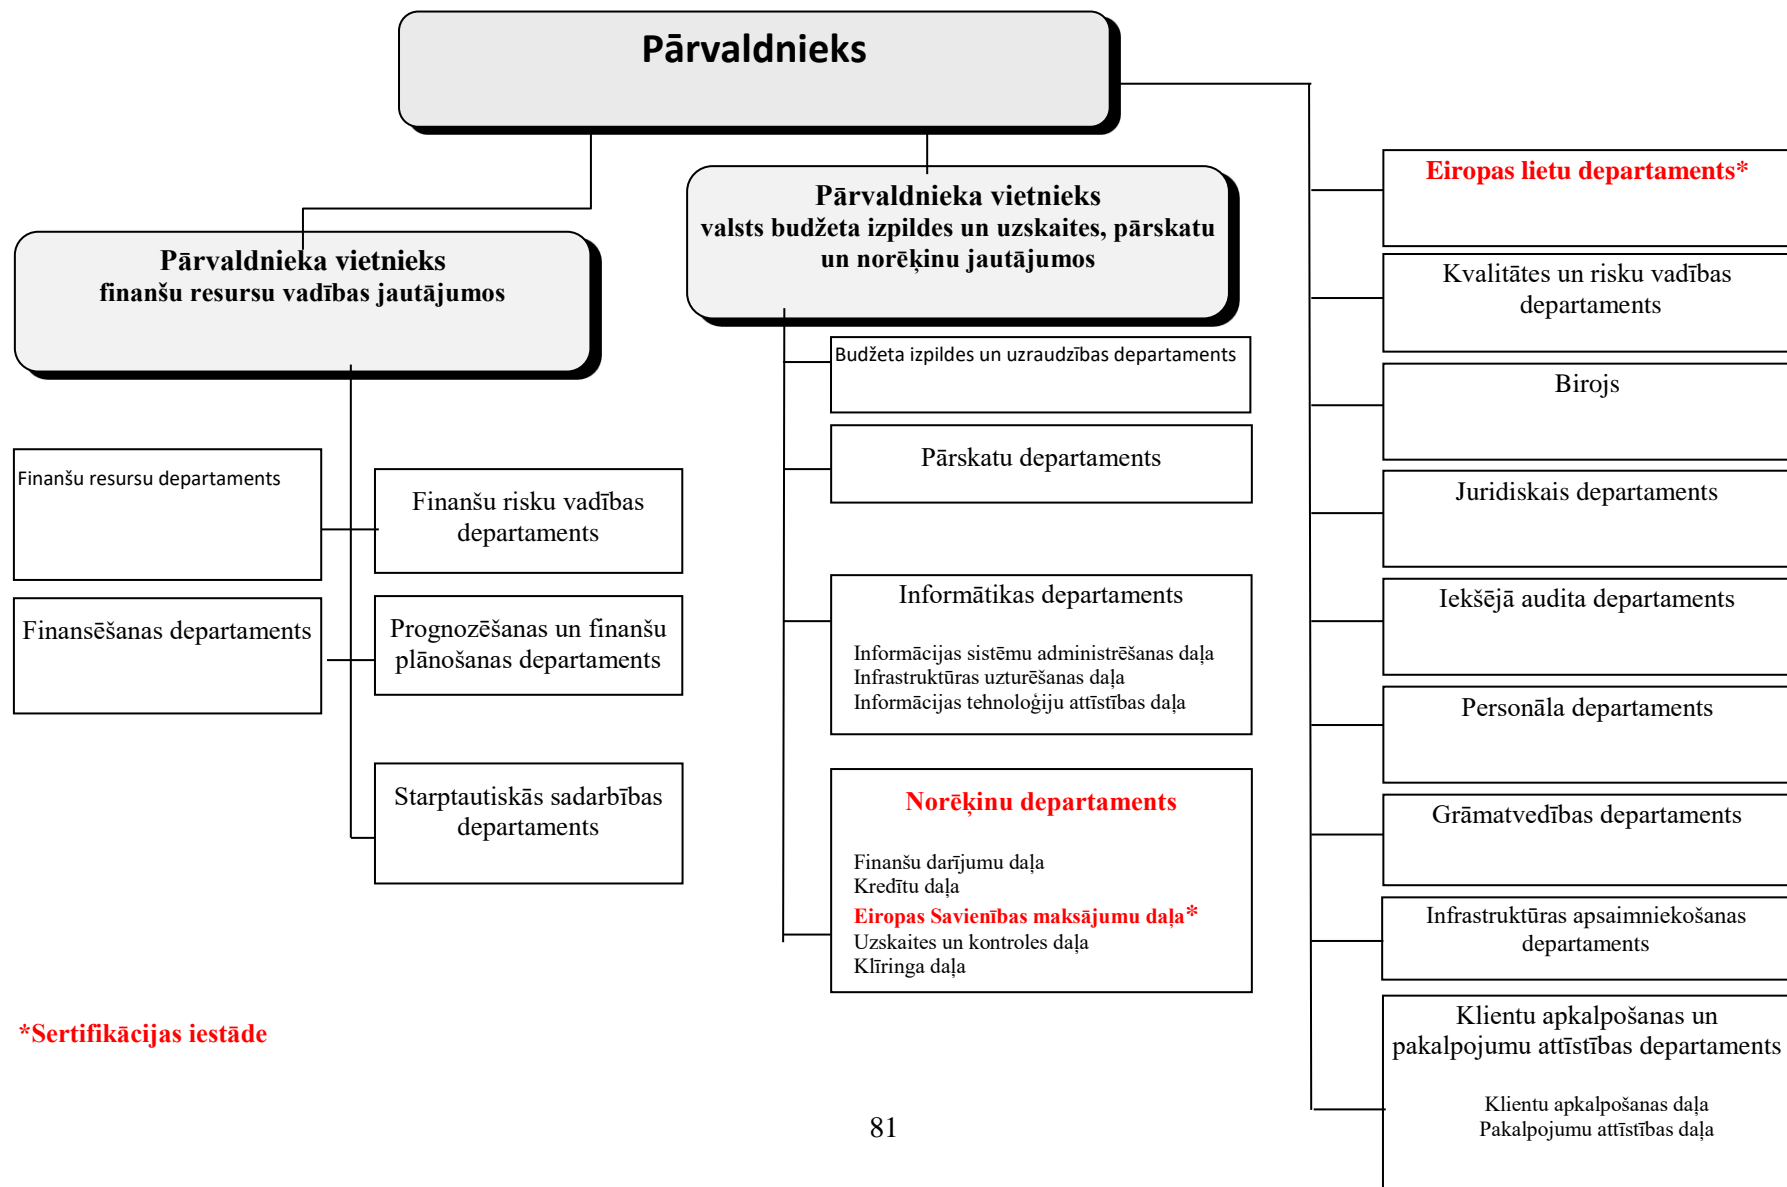 Pārvaldnieks
Pārvaldnieka vietnieks
finanšu resursu vadības jautājumos
Finanšu resursu departaments
Finansēšanas departaments
Finanšu risku vadības
departaments
Prognozēšanas un finanšu
plānošanas departaments
Starptautiskās sadarbības
departaments
Pārvaldnieka vietnieks
valsts budžeta izpildes un uzskaites, pārskatu
un norēķinu jautājumos
Budžeta izpildes un uzraudzības departaments
Pārskatu departaments
Informātikas departaments
Informācijas sistēmu administrēšanas daļa
Infrastruktūras uzturēšanas daļa
Informācijas tehnoloģiju attīstības daļa
Norēķinu departaments
Finanšu darījumu daļa
Kredītu daļa
Eiropas Savienības maksājumu daļa*
Uzskaites un kontroles daļa
Klīringa daļa
Eiropas lietu departaments*
Kvalitātes un risku vadības
departaments
Birojs
Juridiskais departaments
Iekšējā audita departaments
Personāla departaments
Grāmatvedības departaments
Infrastruktūras apsaimniekošanas
departaments
Klientu apkalpošanas un
pakalpojumu attīstības departaments
Klientu apkalpošanas daļa
Pakalpojumu attīstības daļa
*Sertifikācijas iestāde
81